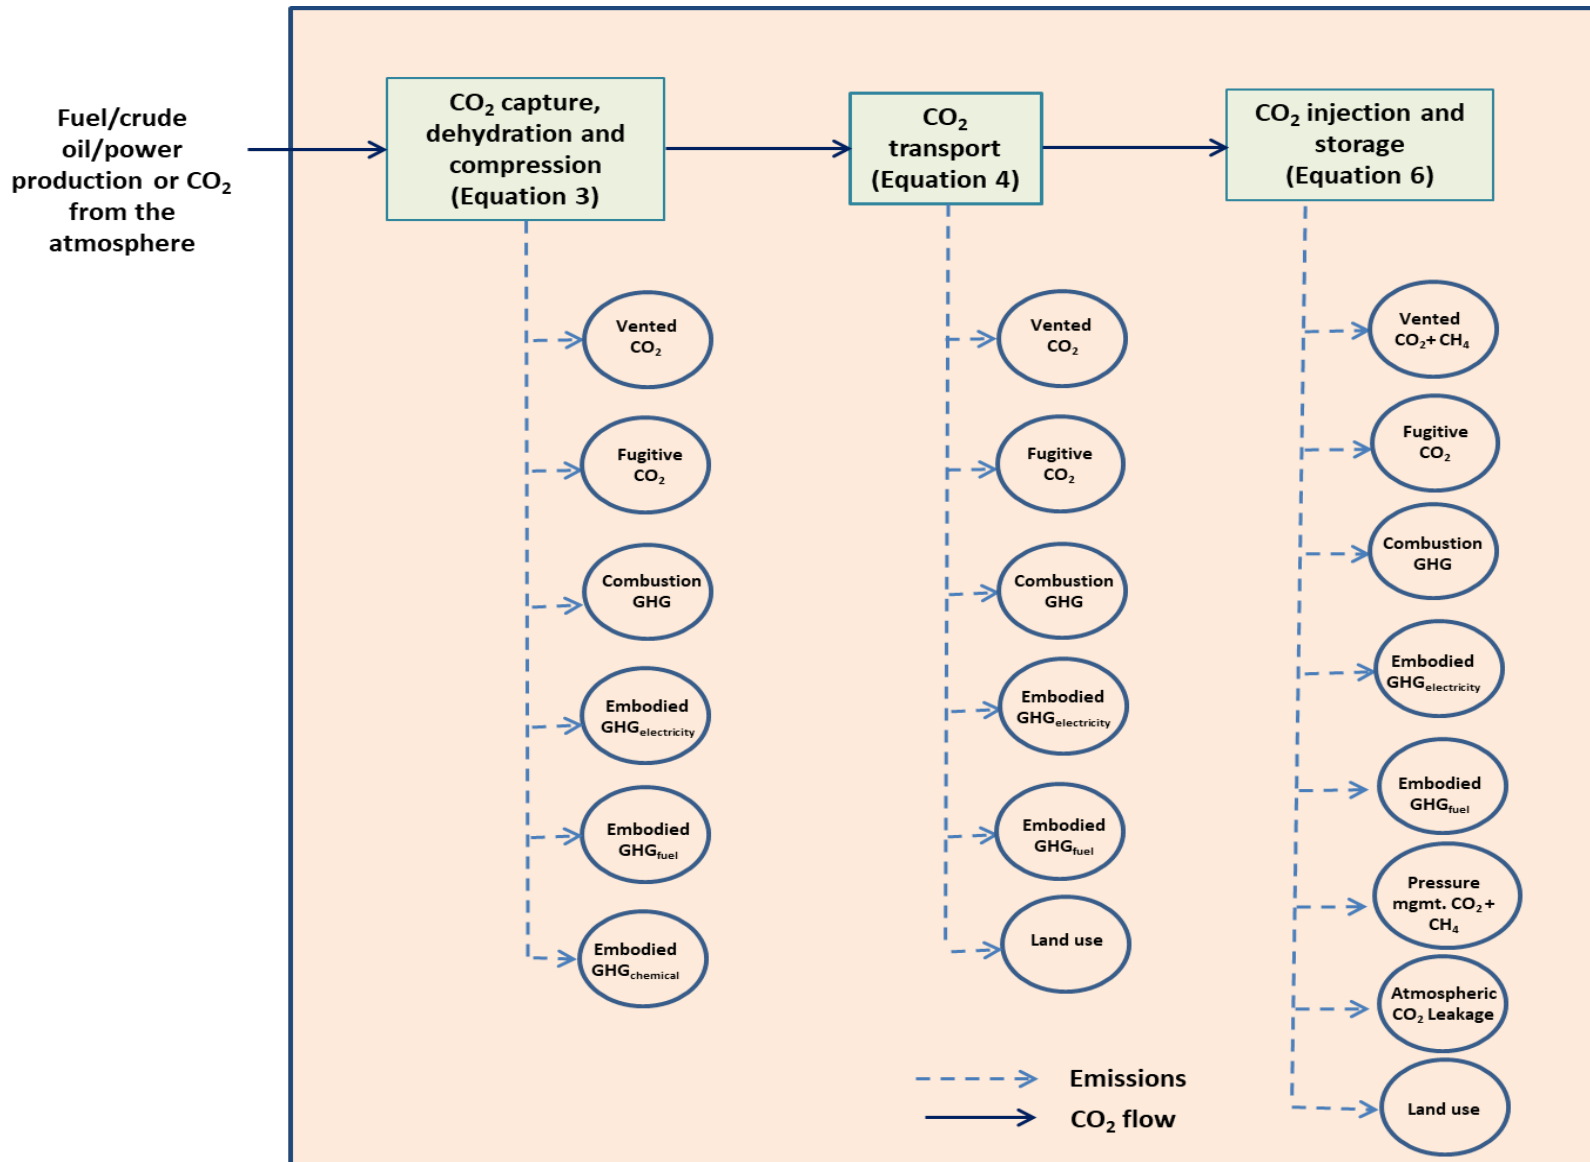 Fuel/crude
oil/power
production or CO₂
from the
atmosphere
CO₂ capture,
dehydration and
compression
(Equation 3)
CO₂
transport
(Equation 4)
CO₂ injection and
storage
(Equation 6)
Vented
CO₂
Fugitive
CO₂
Combustion
GHG
Embodied
GHGelectricity
Embodied
GHGfuel
Embodied
GHGchemical
Vented
CO₂
Fugitive
CO₂
Combustion
GHG
Embodied
GHGelectricity
Embodied
GHGfuel
Land use
Vented
CO₂+ CH₄
Fugitive
CO₂
Combustion
GHG
Embodied
GHGelectricity
Embodied
GHGfuel
Pressure
mgmt. CO₂ +
CH₄
Atmospheric
CO₂ Leakage
Land use
Emissions
CO₂ flow